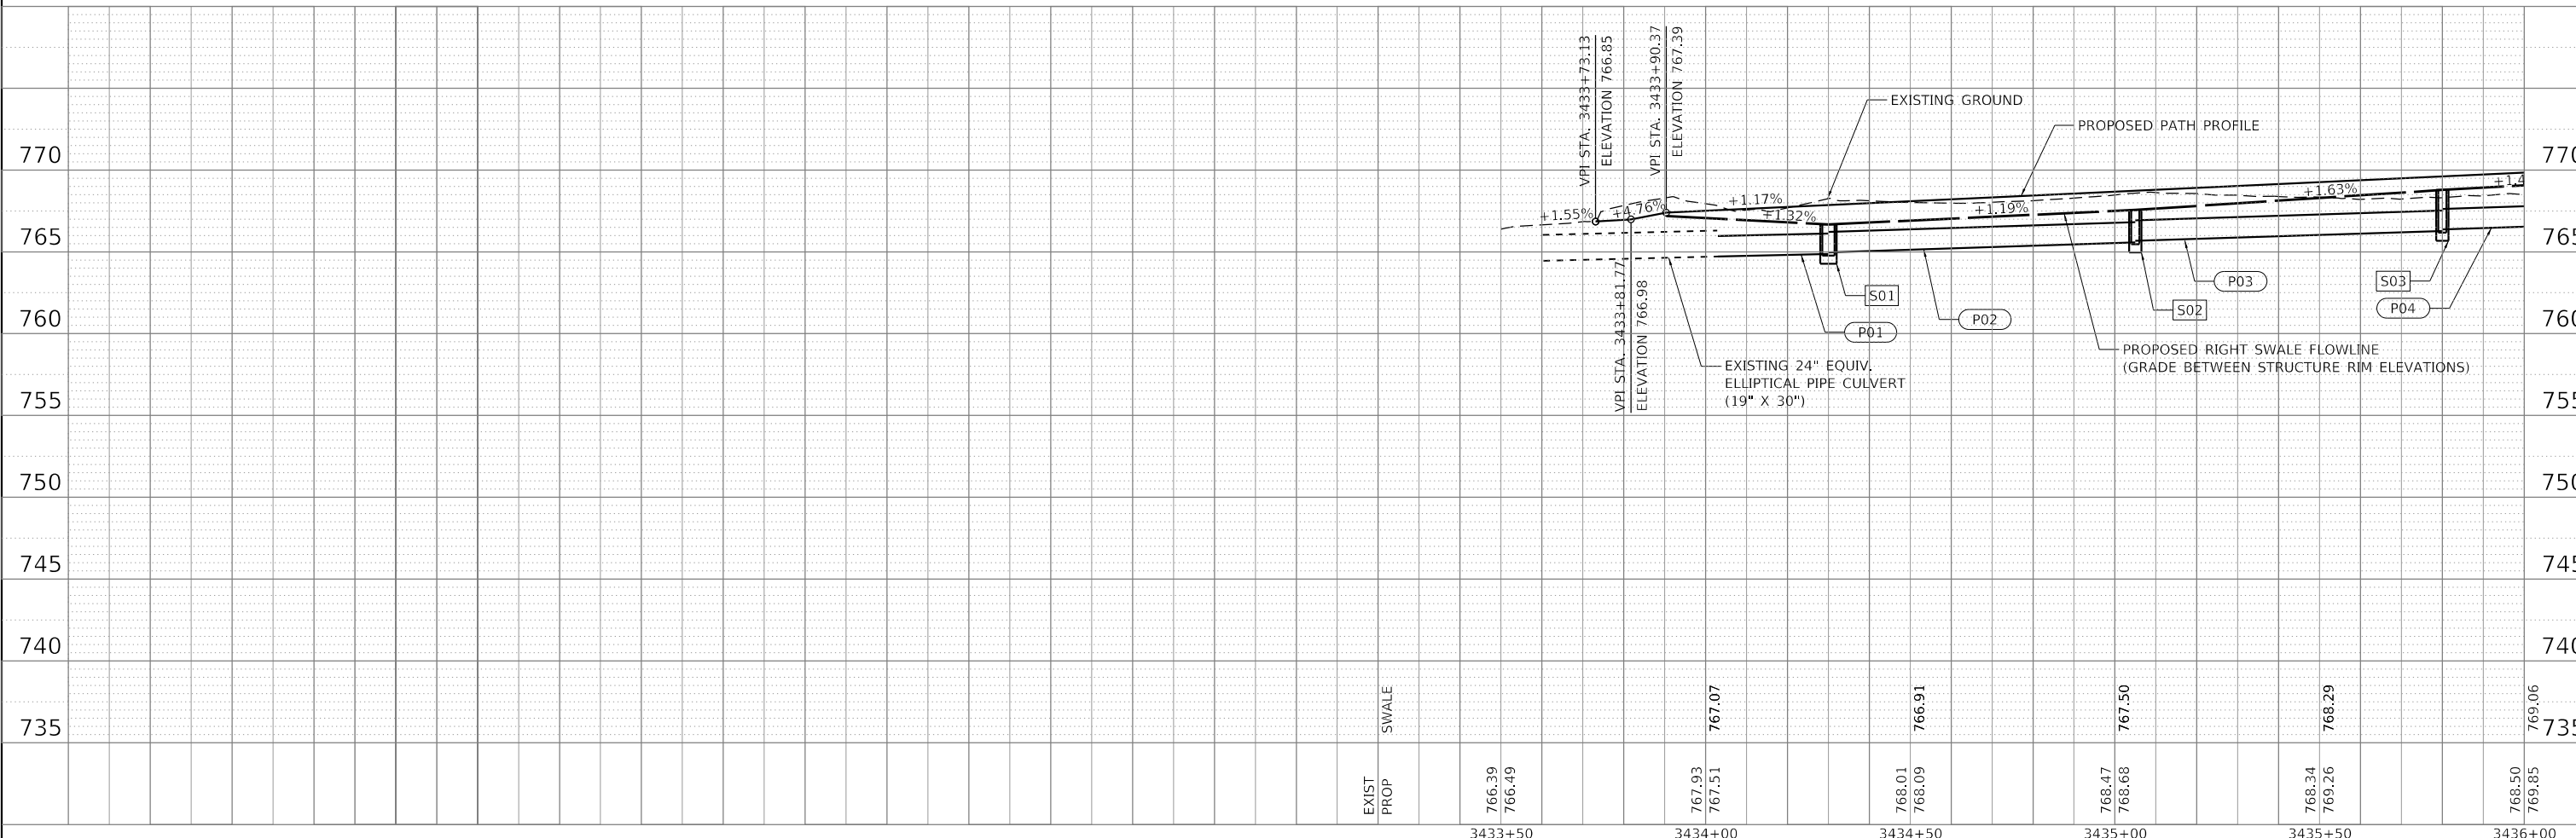 VPI STA. 3433+73.13
ELEVATION 766.85
VPI STA. 3433+90.37
ELEVATION 767.39
EXISTING GROUND
PROPOSED PATH PROFILE
770
770
+1.55%
+4.76%
+1.17%
+1.32%
+1.19%
+1.63%
+1.4
765
765
VPI STA. 3433+81.77
ELEVATION 766.98
S01
P01
P02
P03
S02
S03
P04
760
760
PROPOSED RIGHT SWALE FLOWLINE
(GRADE BETWEEN STRUCTURE RIM ELEVATIONS)
EXISTING 24" EQUIV.
ELLIPTICAL PIPE CULVERT
(19" X 30")
755
755
750
750
745
745
740
740
735
735
SWALE
767.07
766.91
767.50
768.29
769.06
EXIST
PROP
766.39
766.49
767.93
767.51
768.01
768.09
768.47
768.68
768.34
769.26
768.50
769.85
3433+50
3434+00
3434+50
3435+00
3435+50
3436+00